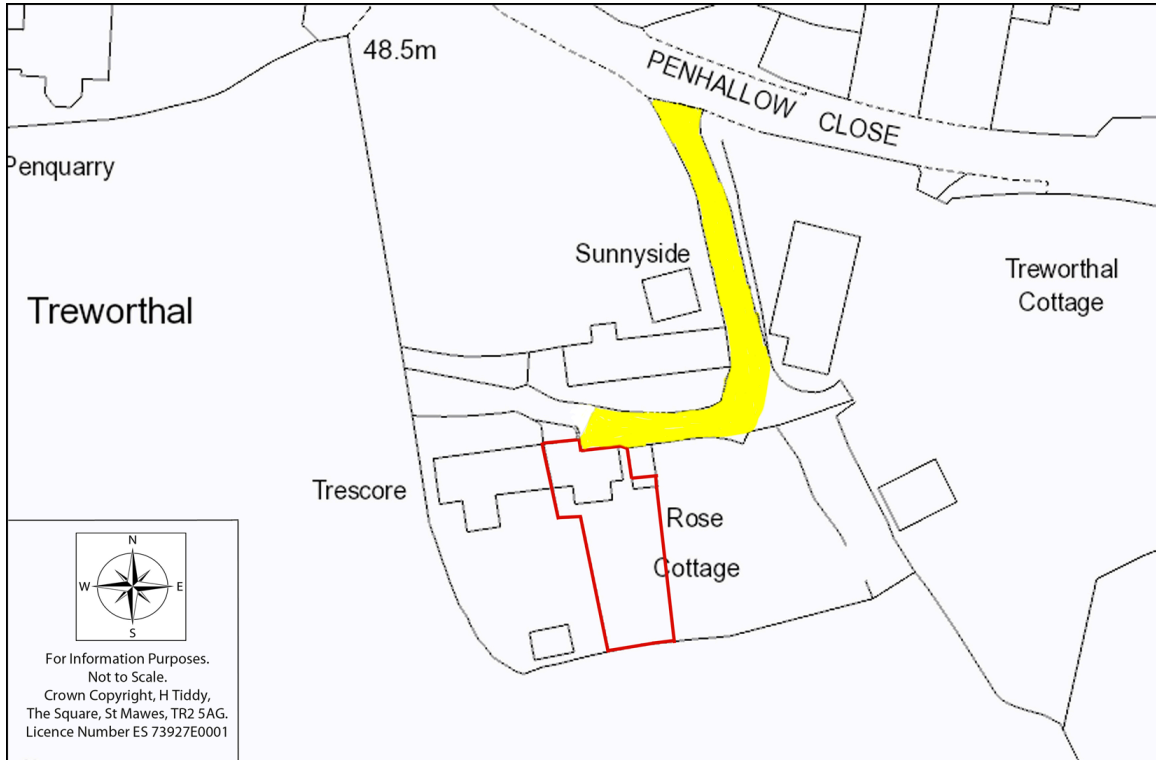 48.5m
PENHALLOW CLOSE
Penquarry
Sunnyside
Treworthal
Cottage
Treworthal
Trescore
Rose
Cottage
N
W E
S
For Information Purposes.
Not to Scale.
Crown Copyright, H Tiddy,
The Square, St Mawes, TR2 5AG.
Licence Number ES 73927E0001